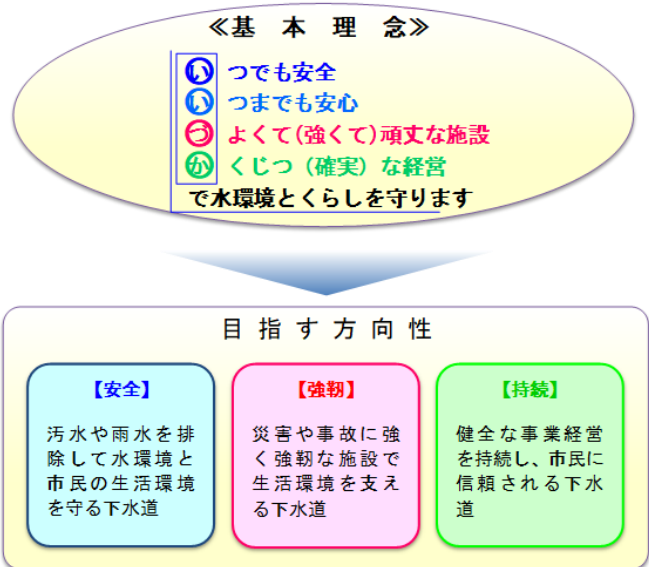 ≪基 本 理 念≫
い つでも安全
い つまでも安心
づ よくて(強くて)頑丈な施設
か くじつ（確実）な経営
で水環境とくらしを守ります
目 指 す 方 向 性
【安全】
汚水や雨水を排
除して水環境と
市民の生活環境
を守る下水道
【強靭】
災害や事故に強
く強靭な施設で
生活環境を支え
る下水道
【持続】
健全な事業経営
を持続し、市民に
信頼される下水
道